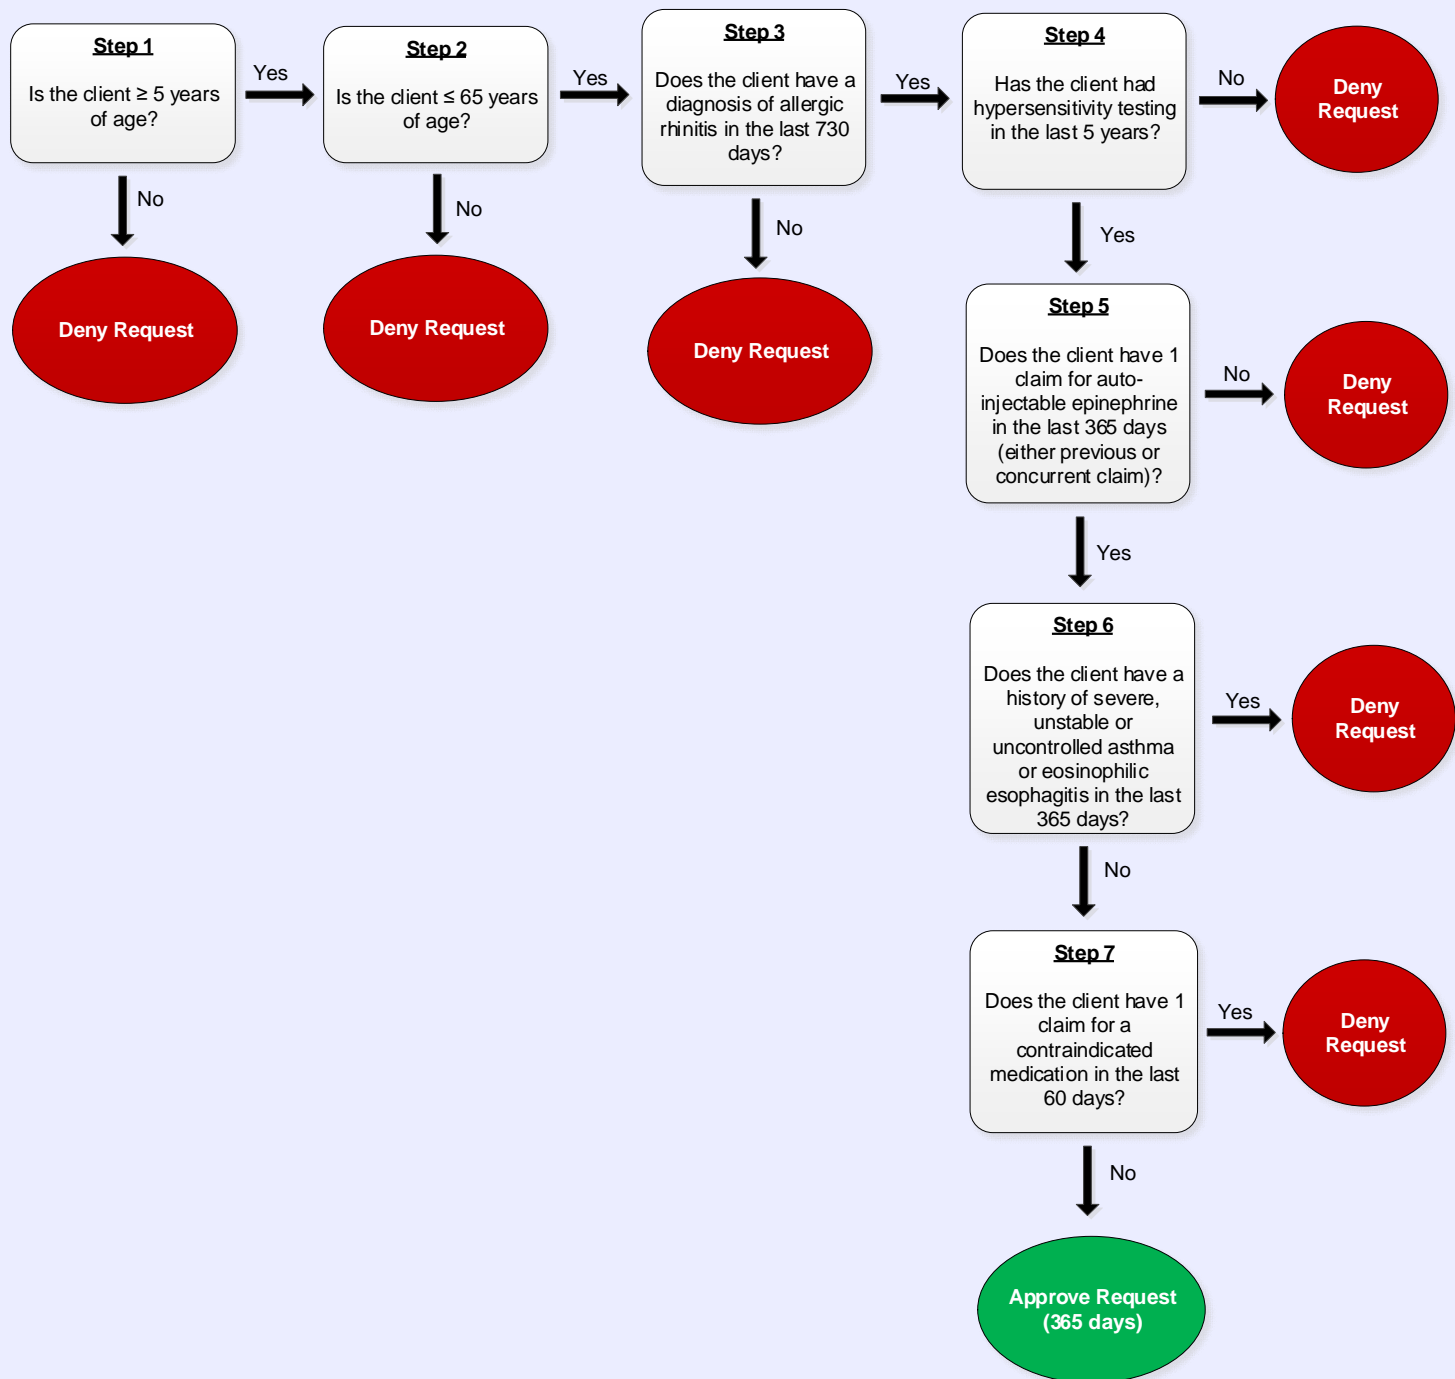 Step 1
Is the client ≥ 5 years
of age?
Yes
No
Deny Request
Step 2
Is the client ≤ 65 years
of age?
Yes
No
Deny Request
Step 3
Does the client have a
diagnosis of allergic
rhinitis in the last 730
days?
Yes
No
Deny Request
Step 4
Has the client had
hypersensitivity testing
in the last 5 years?
No
Deny
Request
Yes
Step 5
Does the client have 1
claim for auto-
injectable epinephrine
in the last 365 days
(either previous or
concurrent claim)?
No
Deny
Request
Yes
Step 6
Does the client have a
history of severe,
unstable or
uncontrolled asthma
or eosinophilic
esophagitis in the last
365 days?
Yes
Deny
Request
No
Step 7
Does the client have 1
claim for a
contraindicated
medication in the last
60 days?
Yes
Deny
Request
No
Approve Request
(365 days)